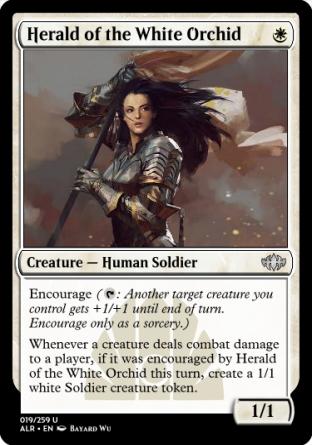 Herald of the White Orchid
Creature — Human Soldier
Encourage (T: Another target creature you
control gets +1/+1 until end of turn.
Encourage only as a sorcery.)
Whenever a creature deals combat damage
to a player, if it was encouraged by Herald
of the White Orchid this turn, create a 1/1
white Soldier creature token.
1/1
019/259 U
ALR • EN Bayard Wu